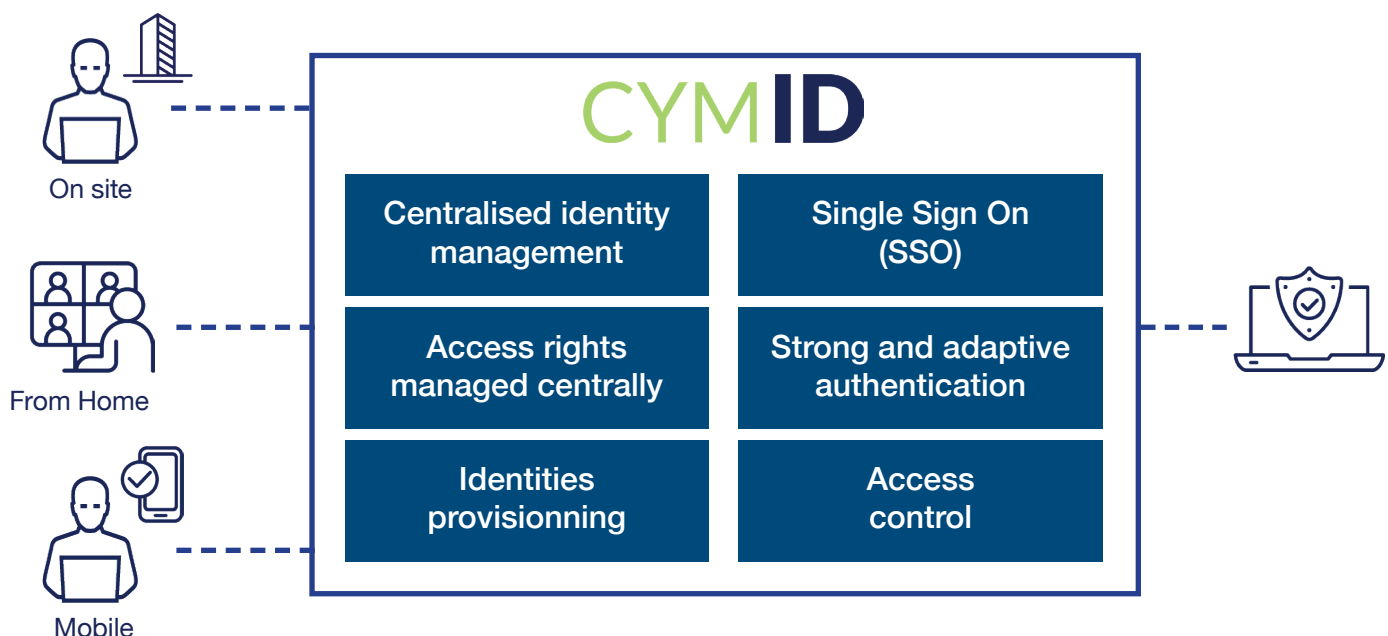 CYMID
On site
From Home
Mobile
Centralised identity
management
Single Sign On
(SSO)
Access rights
managed centrally
Strong and adaptive
authentication
Identities
provisionning
Access
control